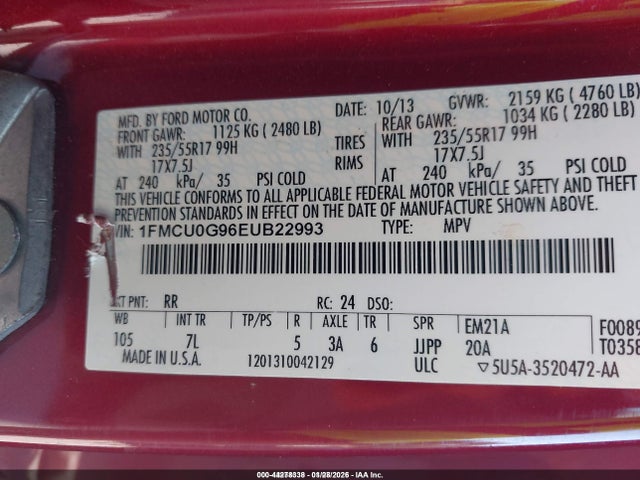 MFD. BY FORD MOTOR CO.
DATE: 10/13 GVWR: 2159 KG ( 4760 LB)
FRONT GAWR: 1125 KG ( 2480 LB)
REAR GAWR: 1034 KG ( 2280 LB)
WITH 235/55R17 99H TIRES WITH 235/55R17 99H
17X7.5J RIMS 17X7.5J
AT 240 kPa/ 35 PSI COLD AT 240 kPa/ 35 PSI COLD
THIS VEHICLE CONFORMS TO ALL APPLICABLE FEDERAL MOTOR VEHICLE SAFETY AND THEFT
PREVENTION STANDARDS IN EFFECT ON THE DATE OF MANUFACTURE SHOWN ABOVE.
VIN: 1FMCU0G96EUB22993 TYPE: MPV
EXT PNT: RR RC: 24 DSO:
WB INT TR TP/PS R AXLE TR SPR EM21A F0089
105 7L 5 3A 6 JJPP 20A T0358
MADE IN U.S.A. 1201310042129 ULC ▽5U5A-3520472-AA
000-44278338 - 01/28/2026 - IAA Inc.